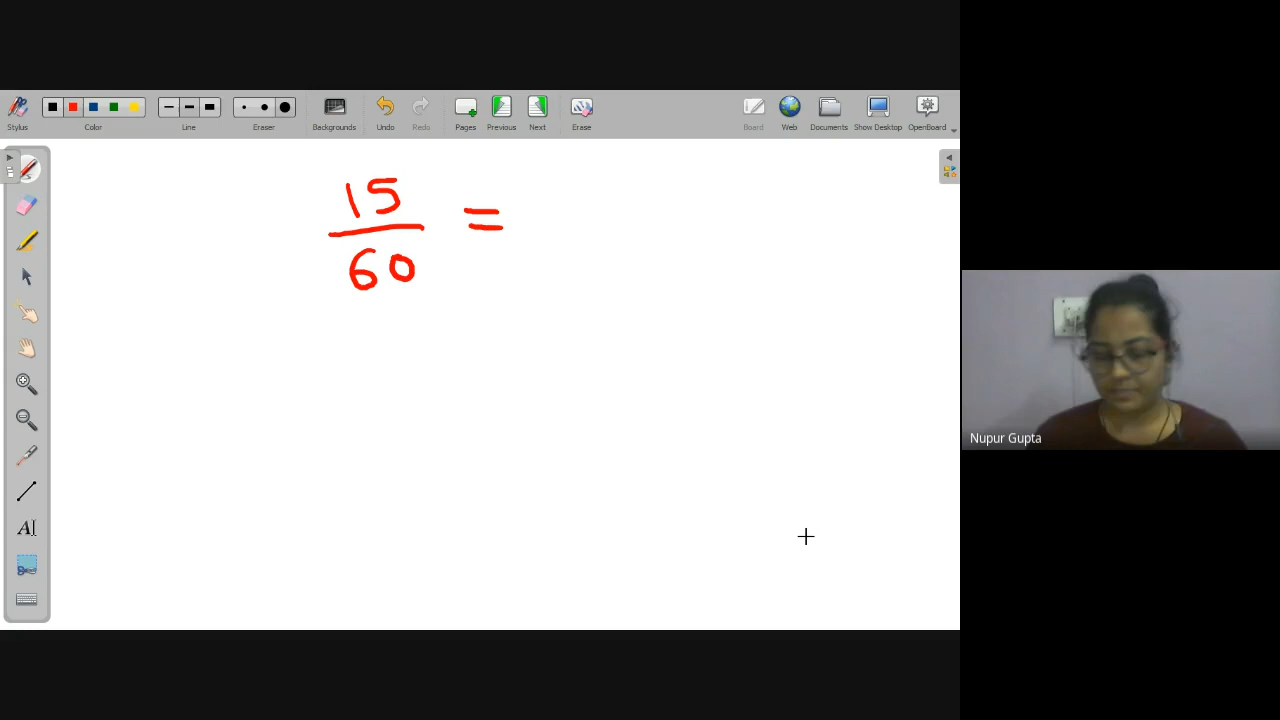 Stylus Color Line Eraser Backgrounds Undo Redo Pages Previous Next Erase Board Web Documents Show Desktop OpenBoard
15
=
60
A
Nupur Gupta